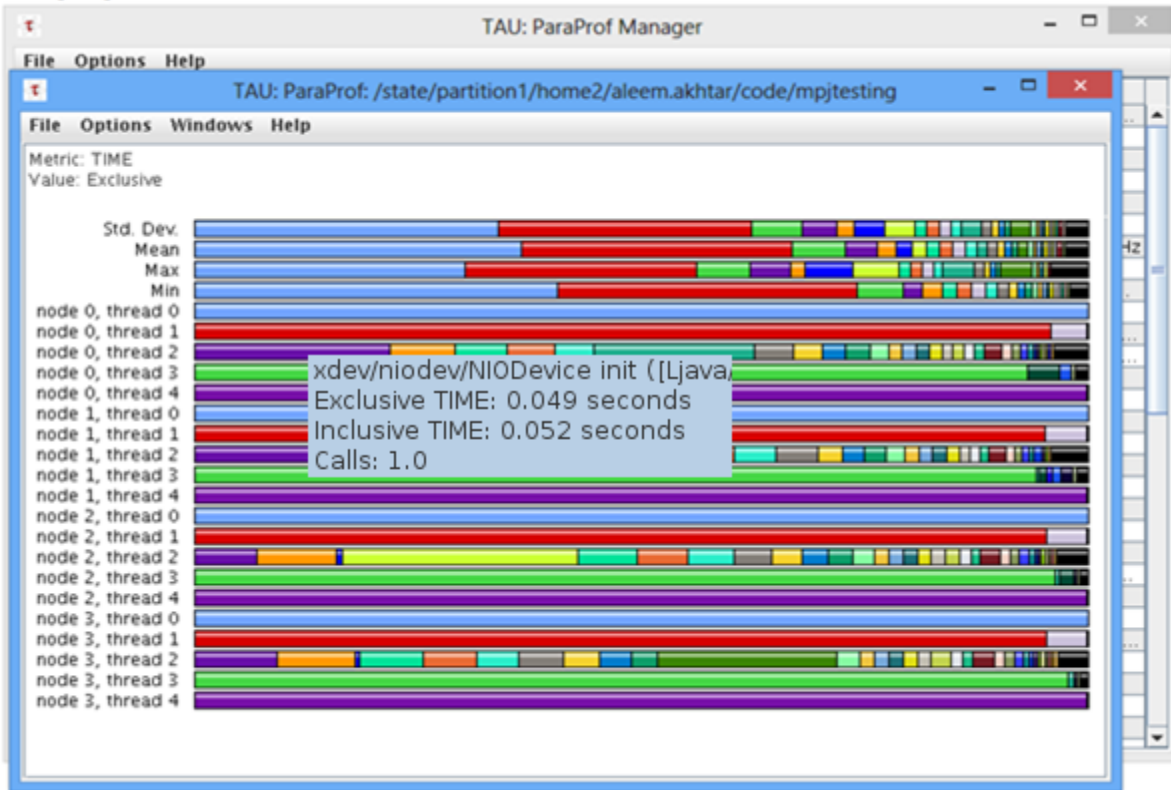 TAU: ParaProf Manager
File Options Help
TAU: ParaProf: /state/partition1/home2/aleem.akhtar/code/mpjtesting
File Options Windows Help
Metric: TIME
Value: Exclusive
Std. Dev.
Mean
Hz
Max
Min
node 0, thread 0
node 0, thread 1
node 0, thread 2
node 0, thread 3
node 0, thread 4
node 1, thread 0
node 1, thread 1
node 1, thread 2
node 1, thread 3
node 1, thread 4
node 2, thread 0
node 2, thread 1
node 2, thread 2
node 2, thread 3
node 2, thread 4
node 3, thread 0
node 3, thread 1
node 3, thread 2
node 3, thread 3
node 3, thread 4
xdev/niodev/NIODevice init ([Ljava/
Exclusive TIME: 0.049 seconds
Inclusive TIME: 0.052 seconds
Calls: 1.0